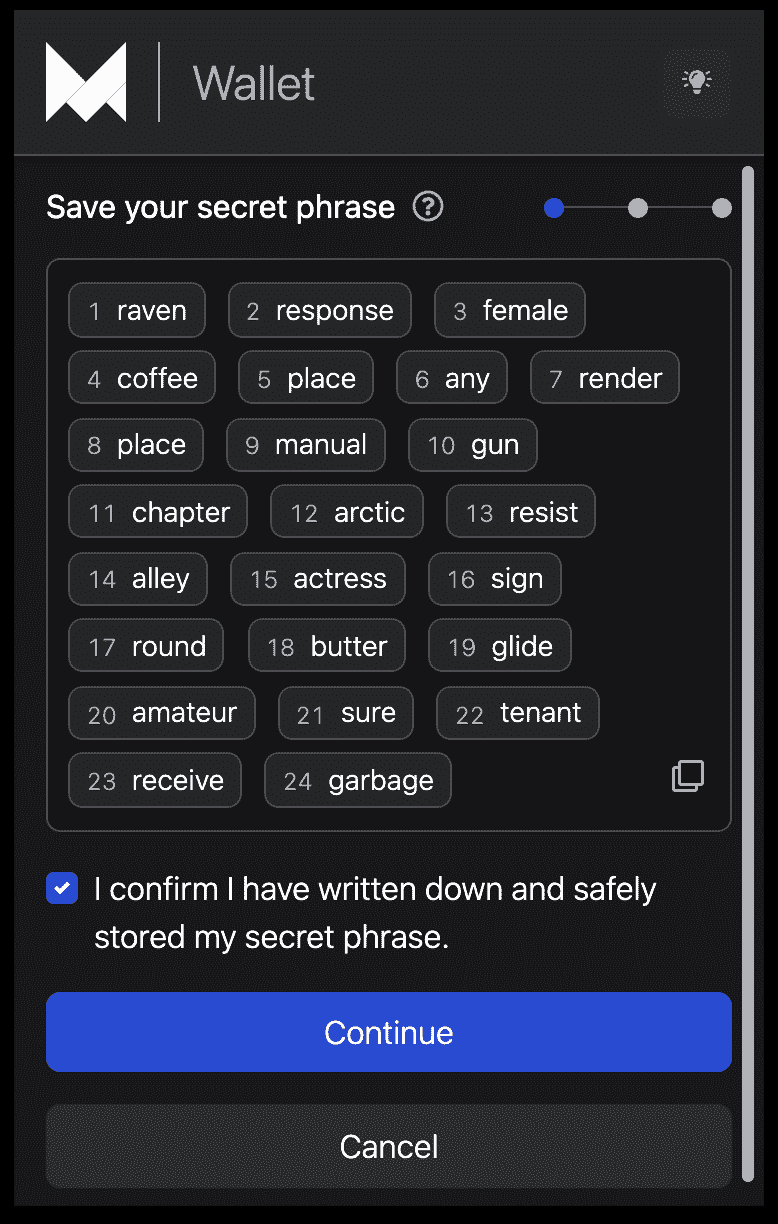 Wallet
Save your secret phrase ?
1 raven 2 response 3 female
4 coffee 5 place 6 any 7 render
8 place 9 manual 10 gun
11 chapter 12 arctic 13 resist
14 alley 15 actress 16 sign
17 round 18 butter 19 glide
20 amateur 21 sure 22 tenant
23 receive 24 garbage
I confirm I have written down and safely
stored my secret phrase.
Continue
Cancel